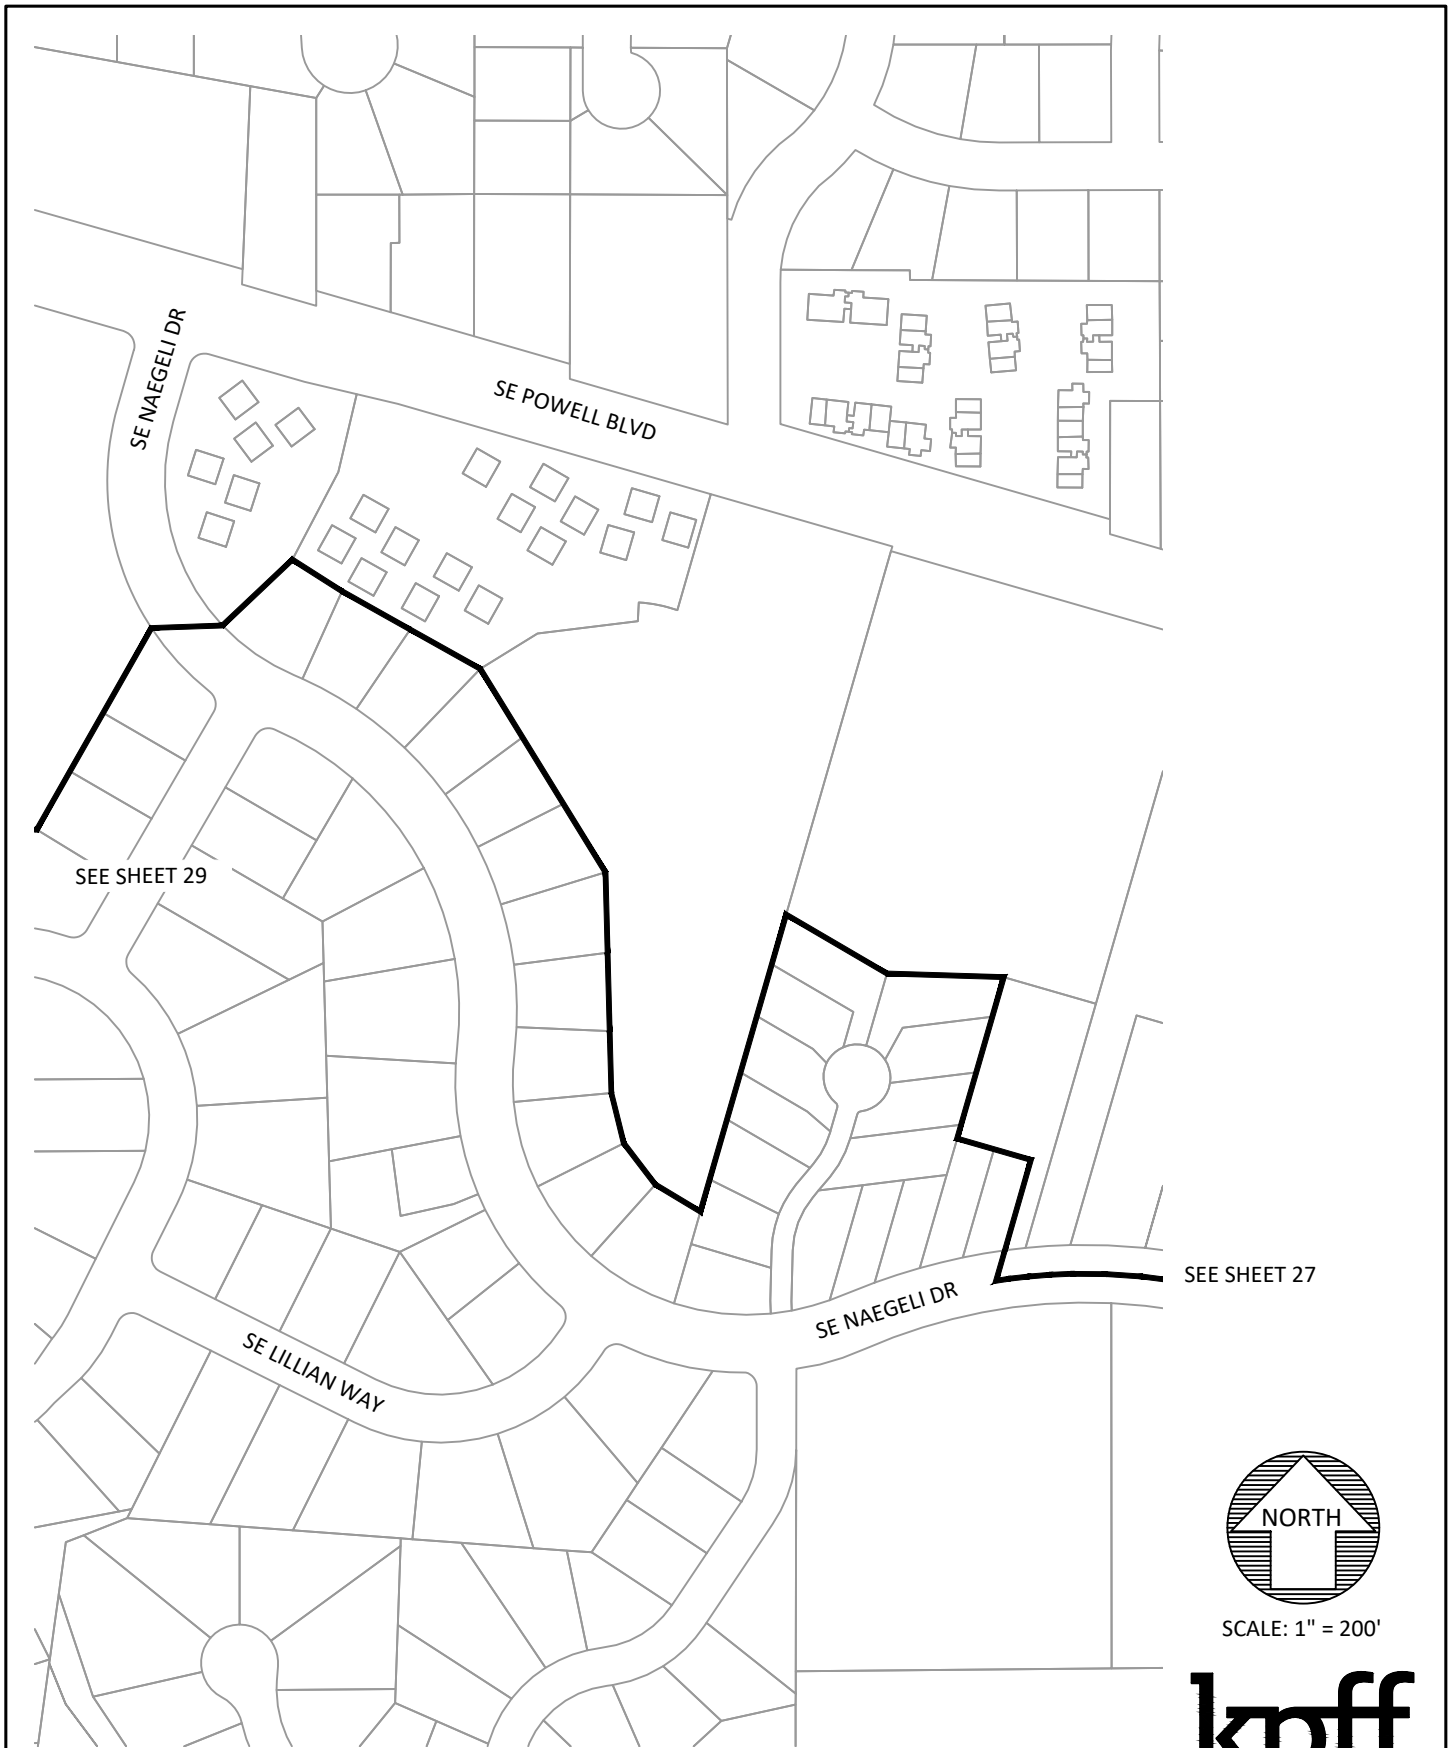 SE NAEGELI DR
SE POWELL BLVD
SEE SHEET 29
SEE SHEET 27
SE NAEGELI DR
SE LILLIAN WAY
NORTH
SCALE: 1" = 200'
kpff